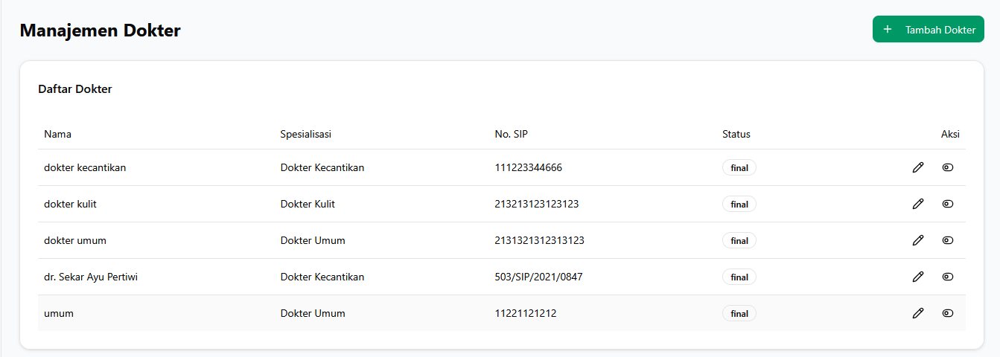 Manajemen Dokter
+ Tambah Dokter
Daftar Dokter
Nama Spesialisasi No. SIP Status Aksi
dokter kecantikan Dokter Kecantikan 111223344666 final
dokter kulit Dokter Kulit 213213123123123 final
dokter umum Dokter Umum 2131321312313123 final
dr. Sekar Ayu Pertiwi Dokter Kecantikan 503/SIP/2021/0847 final
umum Dokter Umum 11221121212 final